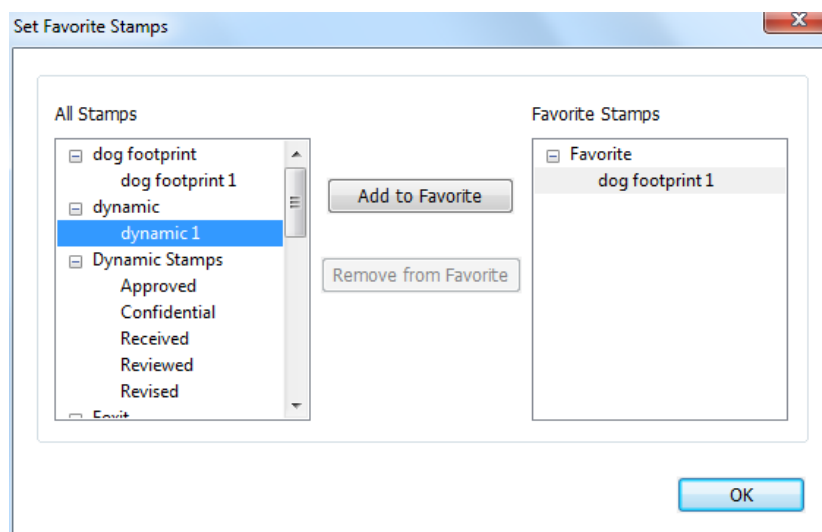 Set Favorite Stamps
All Stamps
dog footprint
dog footprint 1
dynamic
dynamic 1
Dynamic Stamps
Approved
Confidential
Received
Reviewed
Revised
Foxit
Add to Favorite
Remove from Favorite
Favorite Stamps
Favorite
dog footprint 1
OK